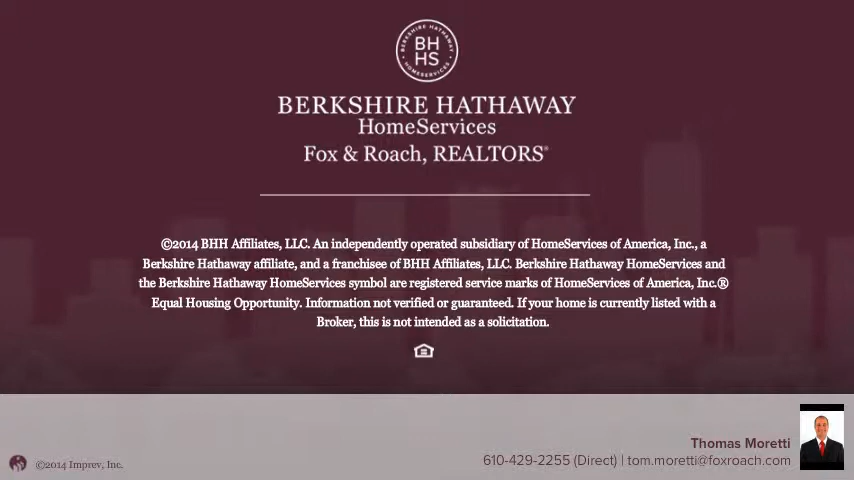 BERKSHIRE HATHAWAY HOMESERVICES
BH
HS
BERKSHIRE HATHAWAY
HomeServices
Fox & Roach, REALTORS®
©2014 BHH Affiliates, LLC. An independently operated subsidiary of HomeServices of America, Inc., a
Berkshire Hathaway affiliate, and a franchisee of BHH Affiliates, LLC. Berkshire Hathaway HomeServices and
the Berkshire Hathaway HomeServices symbol are registered service marks of HomeServices of America, Inc.®
Equal Housing Opportunity. Information not verified or guaranteed. If your home is currently listed with a
Broker, this is not intended as a solicitation.
Thomas Moretti
610-429-2255 (Direct) | tom.moretti@foxroach.com
©2014 Imprev, Inc.